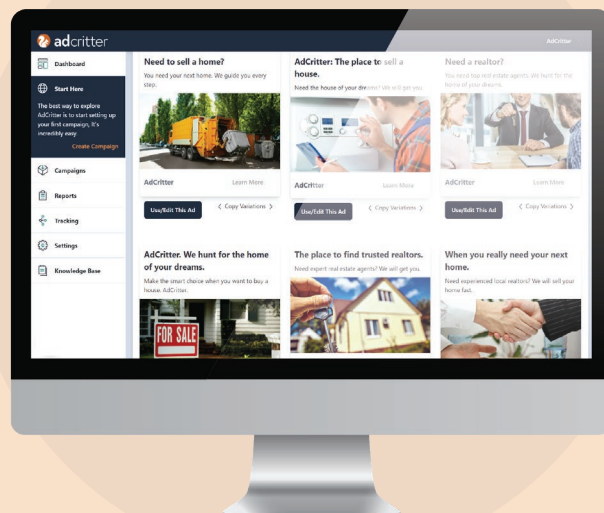 adcritter
AdCritter
Dashboard
Start Here
The best way to explore
AdCritter is to start setting up
your first campaign, It's
incredibly easy
Create Campaign
Campaigns
Reports
Tracking
Settings
Knowledge Base
Need to sell a home?
You need your next home. We guide you every
step.
AdCritter
Learn More
Use/Edit This Ad
Copy Variations
AdCritter: The place to sell a
house.
Need the house of your dreams? We will get you
AdCritter
Learn More
Use/Edit This Ad
Copy Variations
Need a realtor?
You need top real estate agents. We hunt for the
home of your dreams.
AdCritter
Learn More
Use/Edit This Ad
Copy Variations
AdCritter. We hunt for the home
of your dreams.
Make the smart choice when you want to buy a
house. AdCritter.
FOR SALE
The place to find trusted realtors.
Need expert real estate agents? We will get you.
When you really need your next
home.
Need experienced local realtors? We will sell your
home fast.